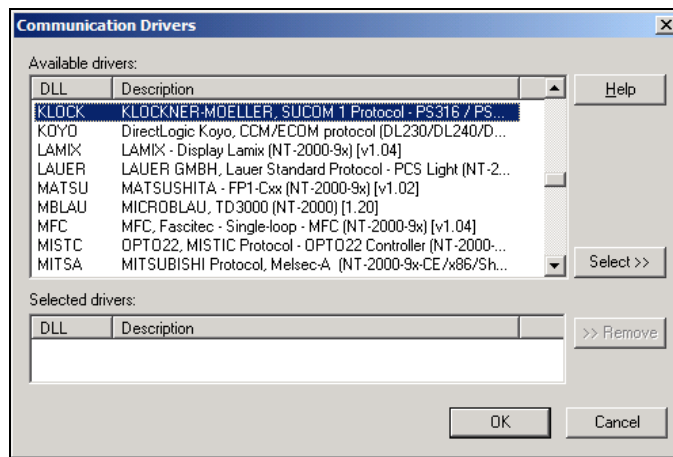 Communication Drivers
Available drivers:
DLL Description
Help
KLOCK KLOCKNER-MOELLER, SUCOM 1 Protocol - PS316 / PS...
KOYO DirectLogic Koyo, CCM/ECOM protocol (DL230/DL240/D...
LAMIX LAMIX - Display Lamix (NT-2000-9x) [v1.04]
LAUER LAUER GMBH, Lauer Standard Protocol - PCS Light (NT-2...
MATSU MATSUSHITA - FP1-Cxx (NT-2000-9x) [v1.02]
MBLAU MICROBLAU, TD3000 (NT-2000) [1.20]
MFC MFC, Fascitec - Single-loop - MFC (NT-2000-9x) [v1.04]
MISTC OPTO22, MISTIC Protocol - OPTO22 Controller (NT-2000-...
MITSA MITSUBISHI Protocol, Melsec-A (NT-2000-9x-CE/x86/Sh...
Select >>
Selected drivers:
DLL Description
>> Remove
OK Cancel